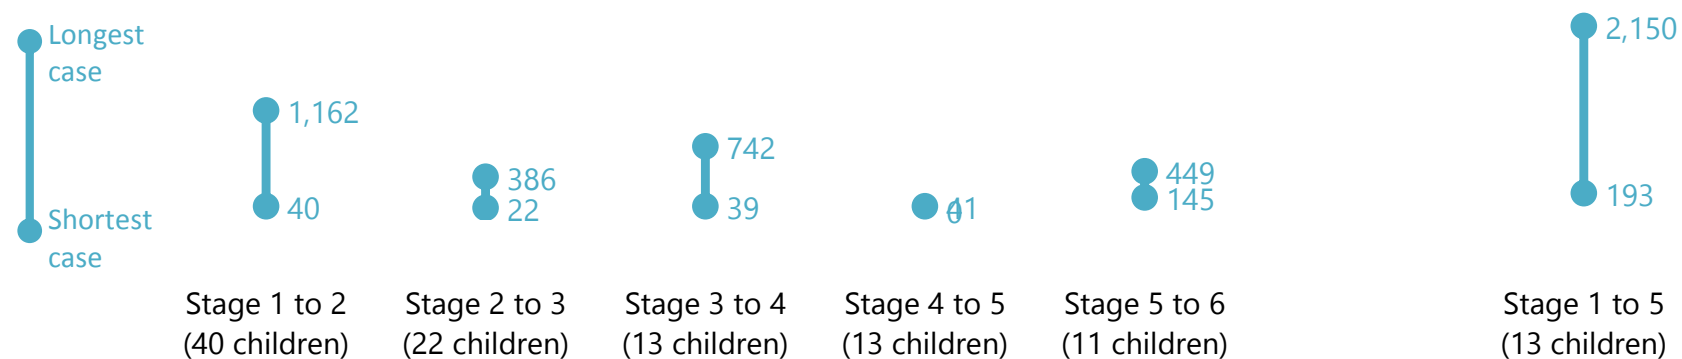 Longest
case
Shortest
case
1,162
40
386
22
742
39
41
0
449
145
2,150
193
Stage 1 to 2
(40 children)
Stage 2 to 3
(22 children)
Stage 3 to 4
(13 children)
Stage 4 to 5
(13 children)
Stage 5 to 6
(11 children)
Stage 1 to 5
(13 children)